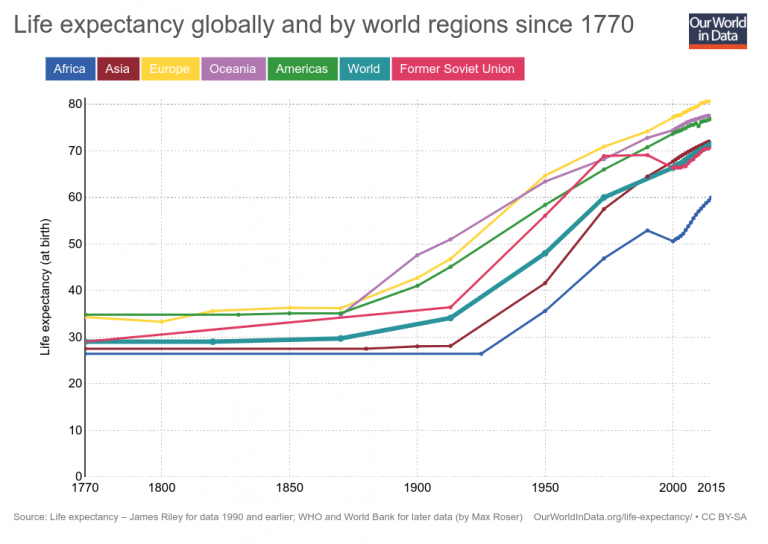 Life expectancy globally and by world regions since 1770
Our World
in Data
Africa Asia Europe Oceania Americas World Former Soviet Union
80
70
60
50
40
30
20
10
0
Life expectancy (at birth)
1770 1800 1850 1900 1950 2000 2015
Source: Life expectancy – James Riley for data 1990 and earlier; WHO and World Bank for later data (by Max Roser) OurWorldInData.org/life-expectancy/ • CC BY-SA